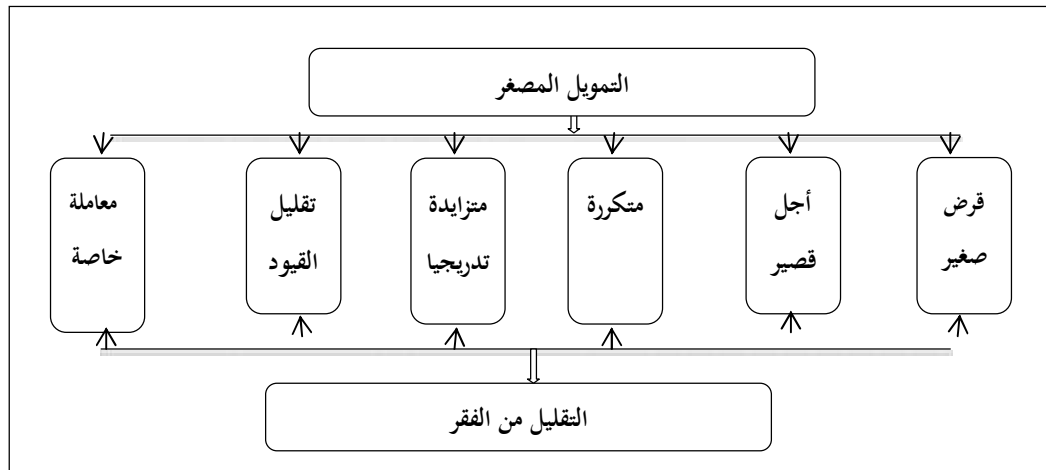 التمويل المصغر
قرض
صغير
أجل
قصير
متكررة
متزايدة
تدريجيا
تقليل
القيود
معاملة
خاصة
التقليل من الفقر